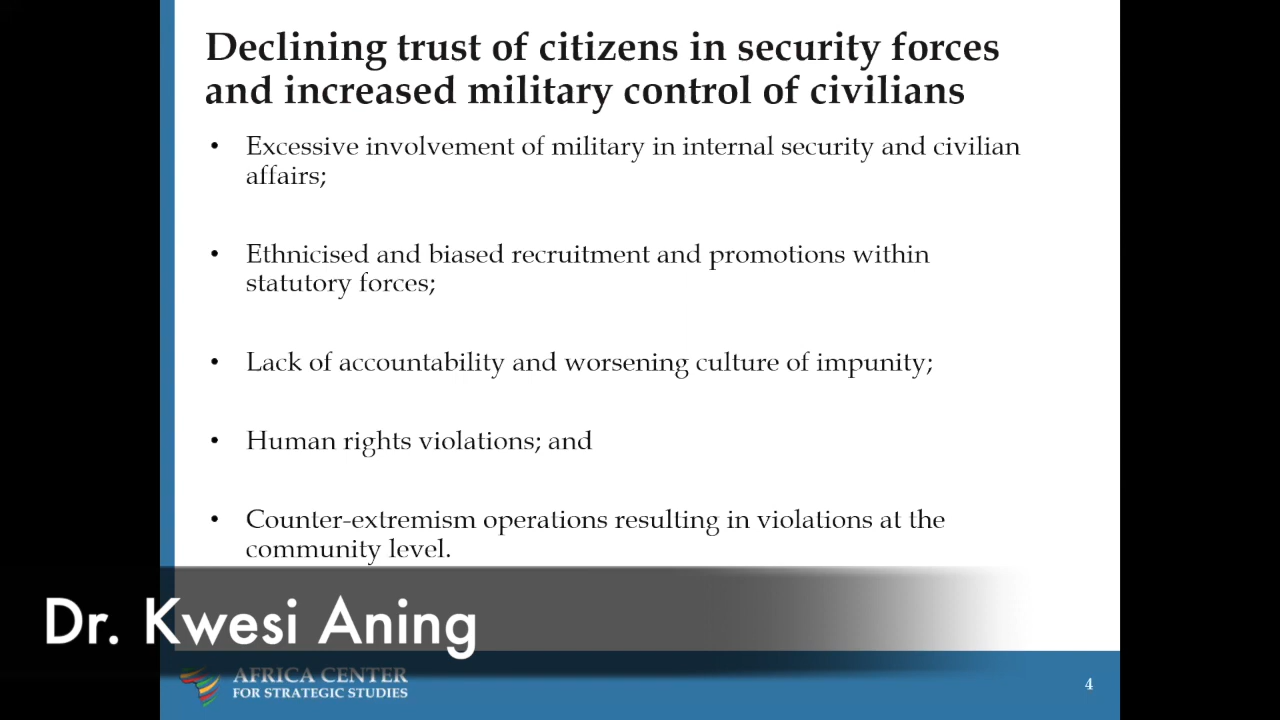 Declining trust of citizens in security forces
and increased military control of civilians
• Excessive involvement of military in internal security and civilian
affairs;
• Ethnicised and biased recruitment and promotions within
statutory forces;
• Lack of accountability and worsening culture of impunity;
• Human rights violations; and
• Counter-extremism operations resulting in violations at the
community level.
Dr. Kwesi Aning
AFRICA CENTER
FOR STRATEGIC STUDIES
4